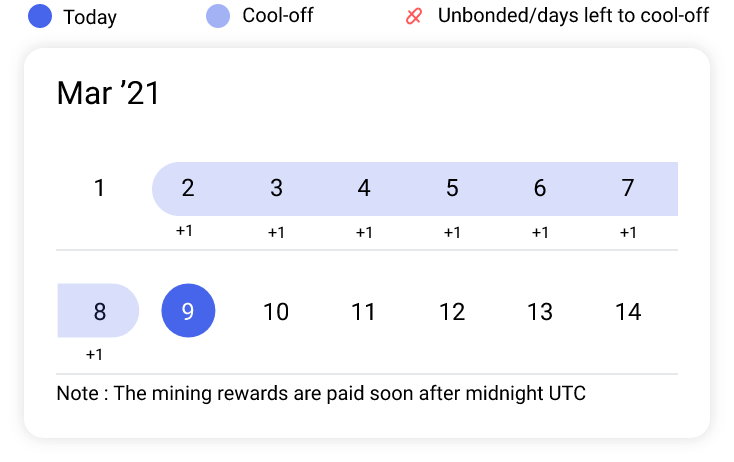 Today Cool-off Unbonded/days left to cool-off
Mar ’21
1 2 3 4 5 6 7
+1 +1 +1 +1 +1 +1
8 9 10 11 12 13 14
+1
Note : The mining rewards are paid soon after midnight UTC